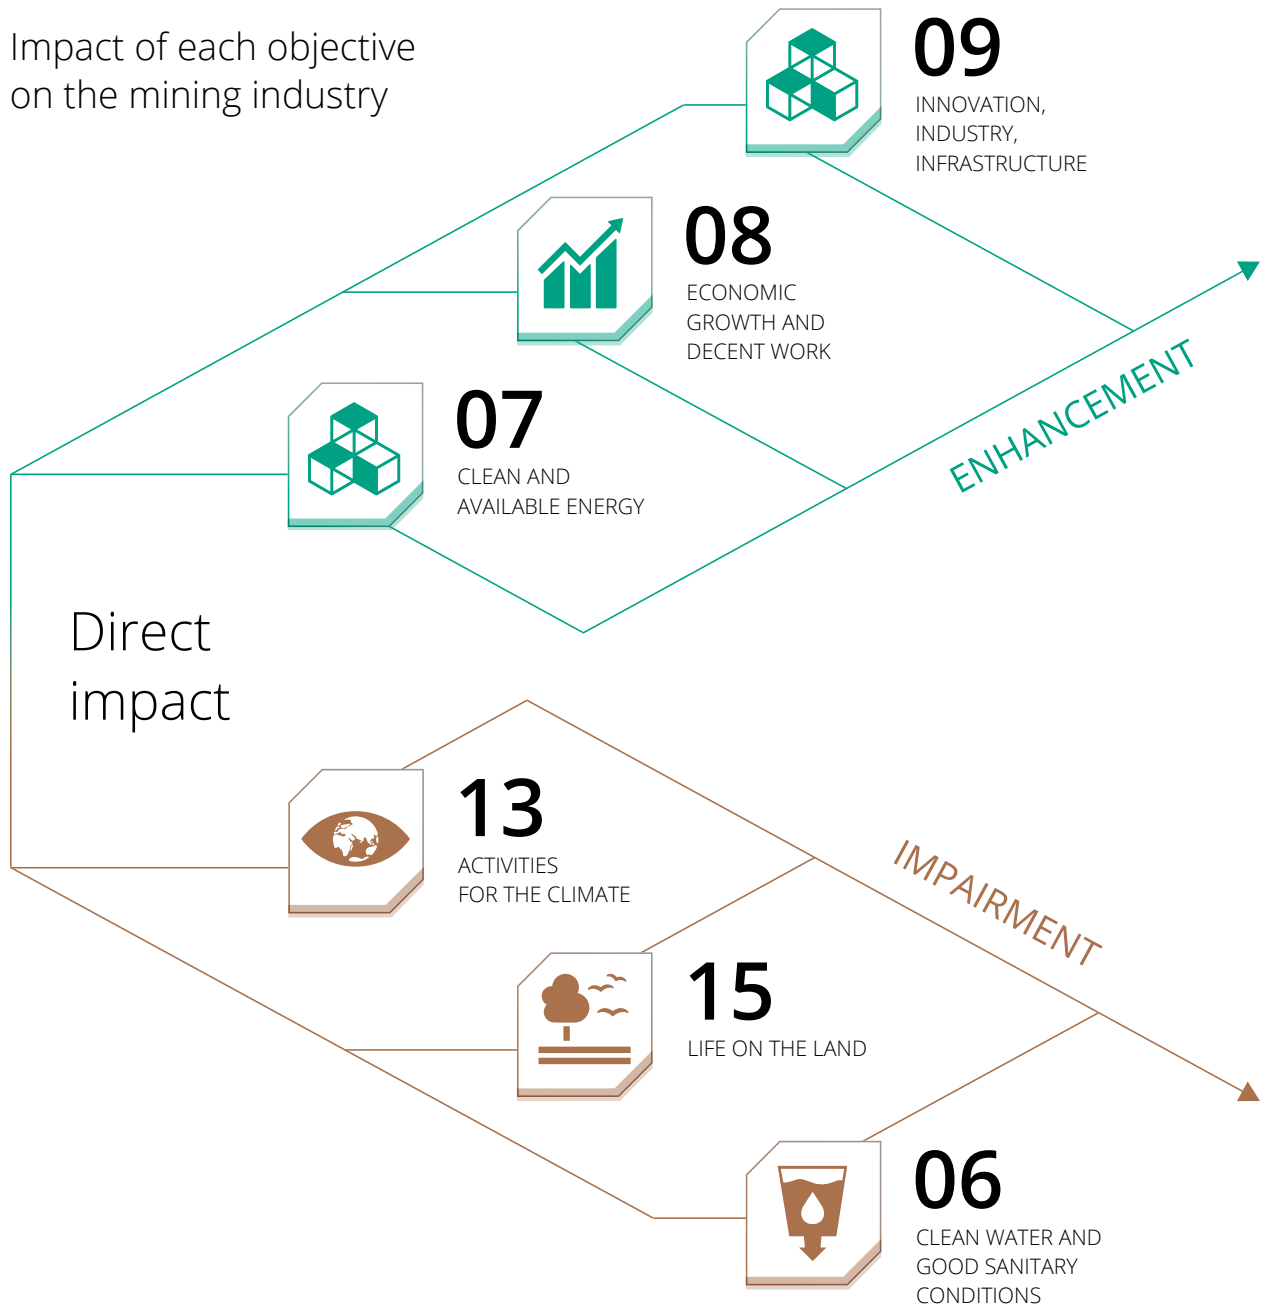 Impact of each objective
on the mining industry
09
INNOVATION,
INDUSTRY,
INFRASTRUCTURE
08
ECONOMIC
GROWTH AND
DECENT WORK
07
CLEAN AND
AVAILABLE ENERGY
ENHANCEMENT
Direct
impact
13
ACTIVITIES
FOR THE CLIMATE
IMPAIRMENT
15
LIFE ON THE LAND
06
CLEAN WATER AND
GOOD SANITARY
CONDITIONS